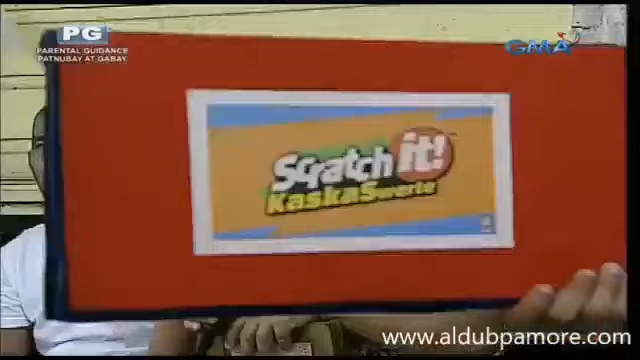 PG
PARENTAL GUIDANCE
PATNUBAY AT GABAY
GMA
Scratch it!
KaskaSwerte
www.aldubpamore.com